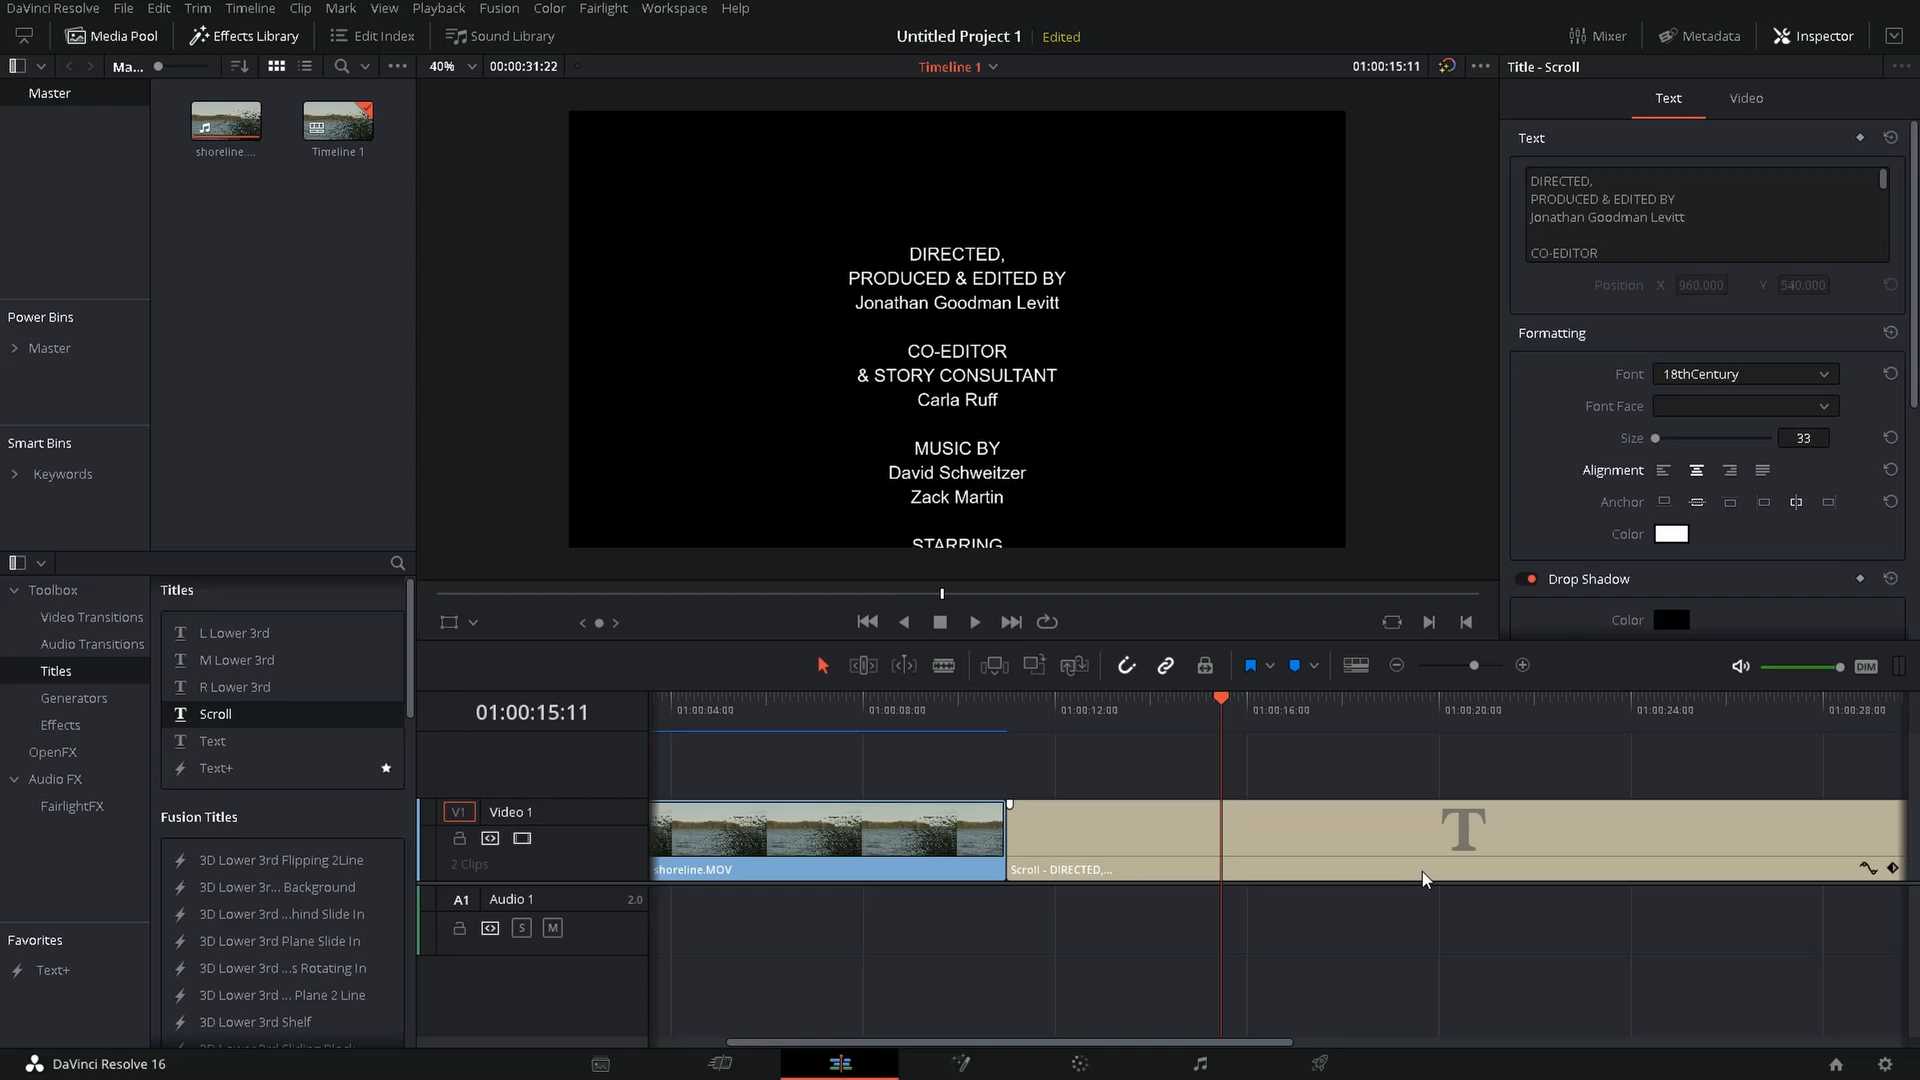 DaVinci Resolve File Edit Trim Timeline Clip Mark View Playback Fusion Color Fairlight Workspace Help
Media Pool Effects Library Edit Index Sound Library
Untitled Project 1 Edited
Mixer Metadata Inspector
Ma...
40% 00:00:31:22
Timeline 1
01:00:15:11
Title - Scroll
Master
shoreline....
Timeline 1
Power Bins
Master
Smart Bins
Keywords
DIRECTED,
PRODUCED & EDITED BY
Jonathan Goodman Levitt
CO-EDITOR
& STORY CONSULTANT
Carla Ruff
MUSIC BY
David Schweitzer
Zack Martin
STARRING
Text Video
Text
DIRECTED,
PRODUCED & EDITED BY
Jonathan Goodman Levitt
CO-EDITOR
Position X 960.000 Y 540.000
Formatting
Font 18thCentury
Font Face
Size 33
Alignment
Anchor
Color
Drop Shadow
Color
Toolbox
Video Transitions
Audio Transitions
Titles
Generators
Effects
OpenFX
Audio FX
FairlightFX
Favorites
Text+
Titles
L Lower 3rd
M Lower 3rd
R Lower 3rd
Scroll
Text
Text+
Fusion Titles
3D Lower 3rd Flipping 2Line
3D Lower 3r... Background
3D Lower 3rd ...hind Slide In
3D Lower 3rd Plane Slide In
3D Lower 3rd ...s Rotating In
3D Lower 3rd ... Plane 2 Line
3D Lower 3rd Shelf
DIM
01:00:15:11
01:00:04:00 01:00:08:00 01:00:12:00 01:00:16:00 01:00:20:00 01:00:24:00 01:00:28:00
V1 Video 1
2 Clips
shoreline.MOV
T
Scroll - DIRECTED,...
A1 Audio 1 2.0
S M
DaVinci Resolve 16